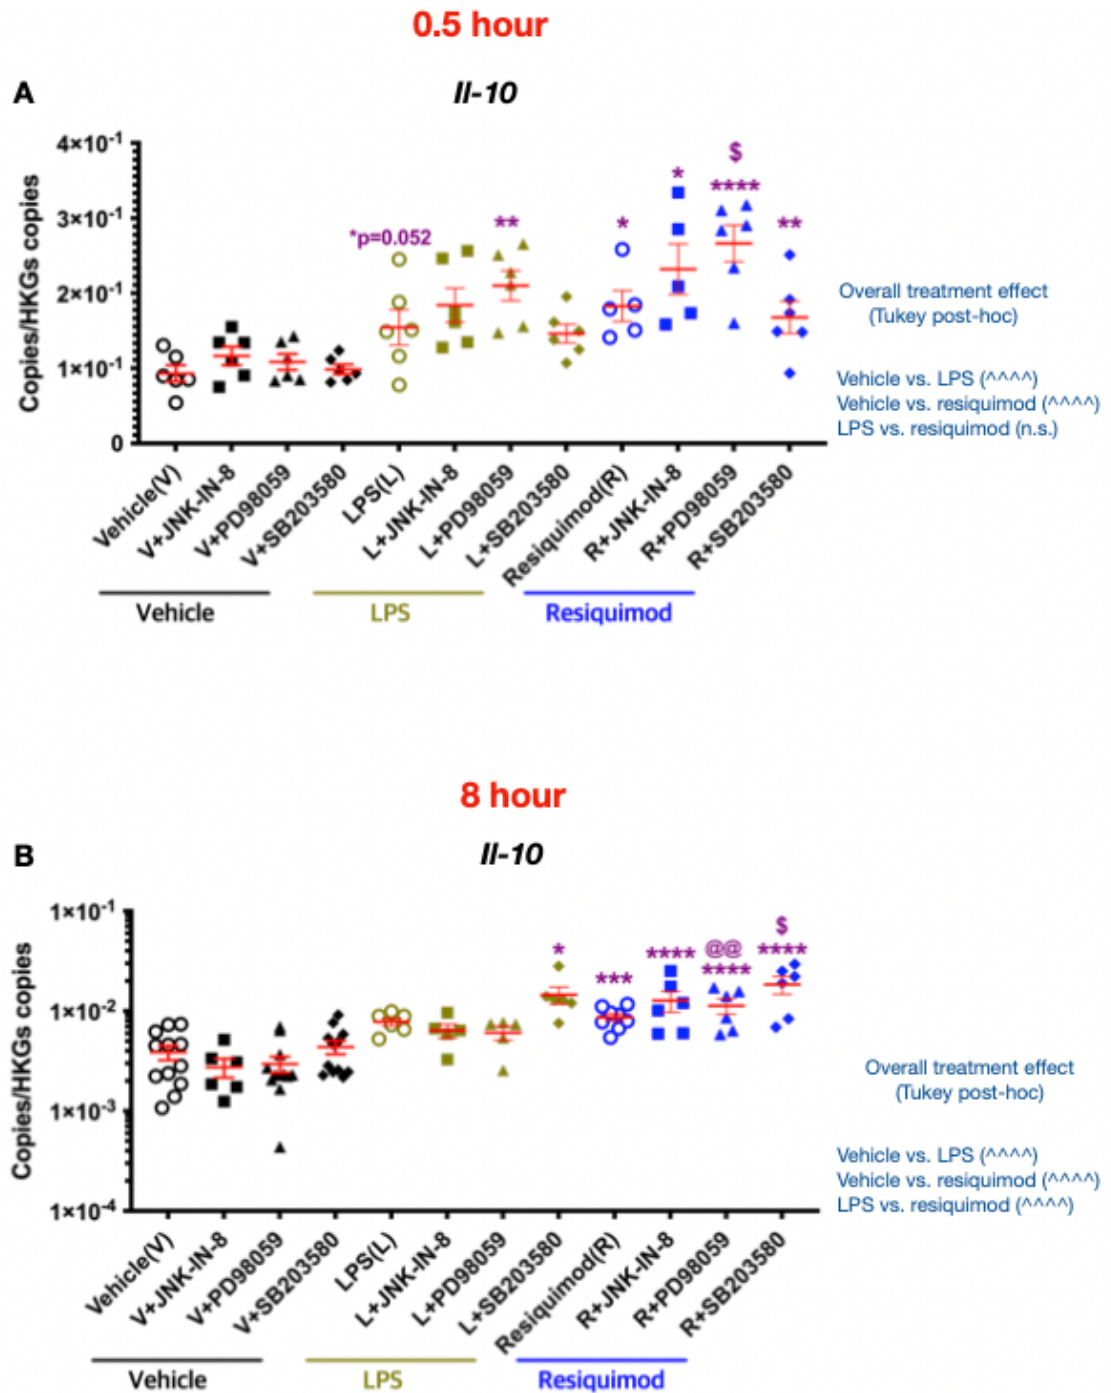 0.5 hour
A
Il-10
Copies/HKGs copies
4×10⁻¹
3×10⁻¹
2×10⁻¹
1×10⁻¹
0
*p=0.052
**
*
*
$
****
**
Vehicle(V)
V+JNK-IN-8
V+PD98059
V+SB203580
LPS(L)
L+JNK-IN-8
L+PD98059
L+SB203580
Resiquimod(R)
R+JNK-IN-8
R+PD98059
R+SB203580
Vehicle
LPS
Resiquimod
Overall treatment effect
(Tukey post-hoc)
Vehicle vs. LPS (^^^^)
Vehicle vs. resiquimod (^^^^)
LPS vs. resiquimod (n.s.)
8 hour
B
Il-10
Copies/HKGs copies
1×10⁻¹
1×10⁻²
1×10⁻³
1×10⁻⁴
*
***
****
@@
****
$
****
Vehicle(V)
V+JNK-IN-8
V+PD98059
V+SB203580
LPS(L)
L+JNK-IN-8
L+PD98059
L+SB203580
Resiquimod(R)
R+JNK-IN-8
R+PD98059
R+SB203580
Vehicle
LPS
Resiquimod
Overall treatment effect
(Tukey post-hoc)
Vehicle vs. LPS (^^^^)
Vehicle vs. resiquimod (^^^^)
LPS vs. resiquimod (^^^^)